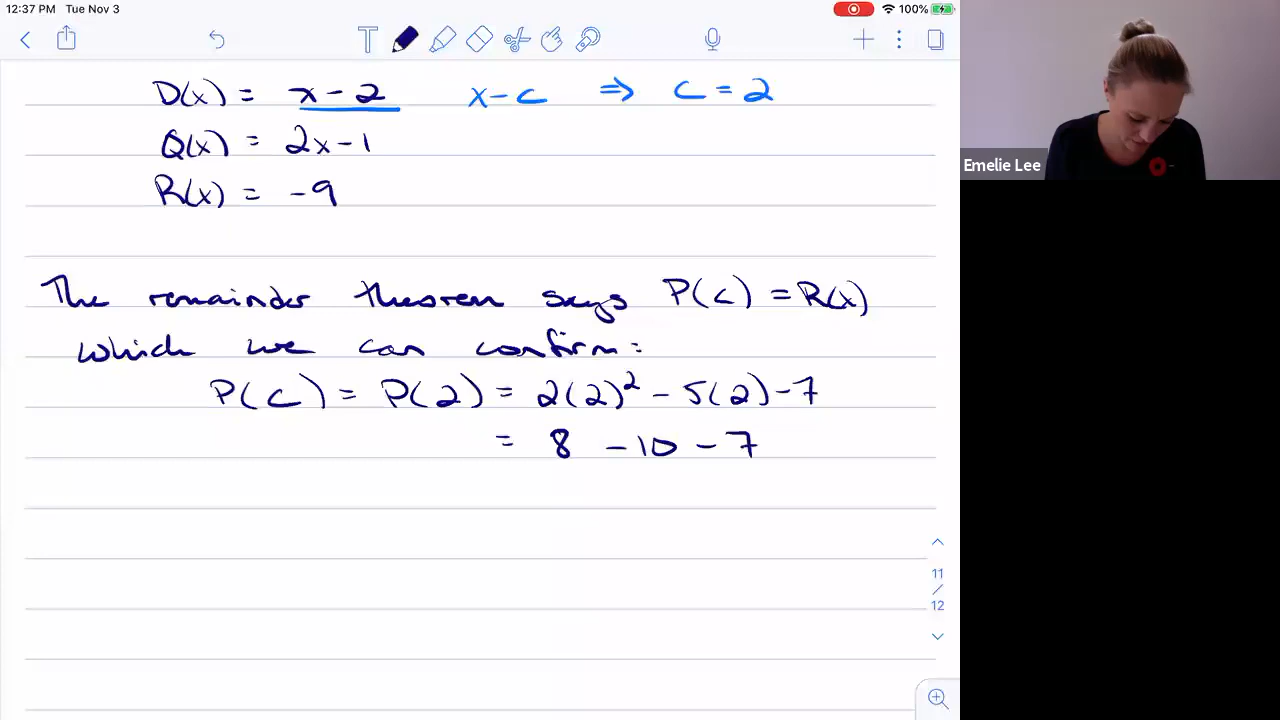 12:37 PM Tue Nov 3
100%
D(x) = x - 2 x - c ⇒ c = 2
Q(x) = 2x - 1
R(x) = -9
Emelie Lee
The remainder theorem says P(c) = R(x)
which we can confirm:
P(c) = P(2) = 2(2)² - 5(2) - 7
= 8 - 10 - 7
11
/
12